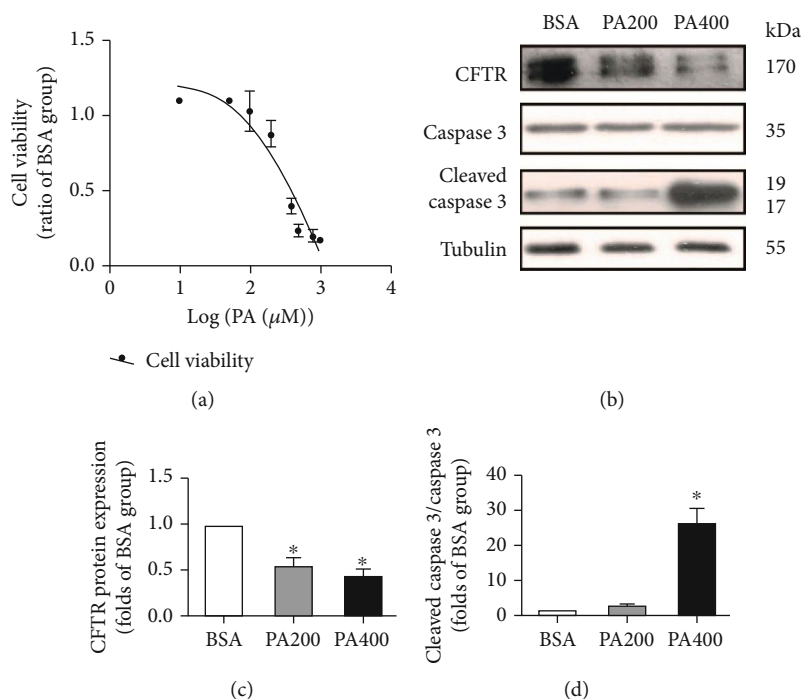 Cell viability
(ratio of BSA group)
1.5
1.0
0.5
0.0
0
1
2
3
4
Log (PA (μM))
Cell viability
(a)
BSA
PA200
PA400
kDa
CFTR
170
Caspase 3
35
Cleaved
caspase 3
19
17
Tubulin
55
(b)
CFTR protein expression
(folds of BSA group)
1.5
1.0
0.5
0.0
*
*
BSA
PA200
PA400
(c)
Cleaved caspase 3/caspase 3
(folds of BSA group)
40
30
20
10
0
*
BSA
PA200
PA400
(d)